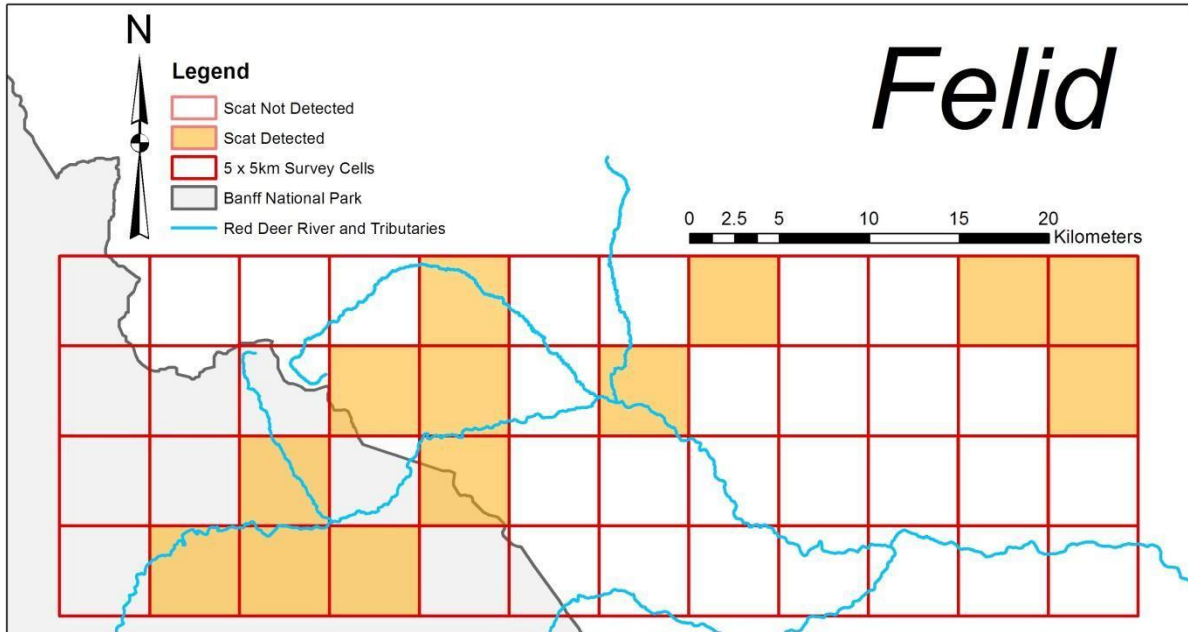 N
Felid
Legend
Scat Not Detected
Scat Detected
5 x 5km Survey Cells
Banff National Park
Red Deer River and Tributaries
0 2.5 5 10 15 20
Kilometers